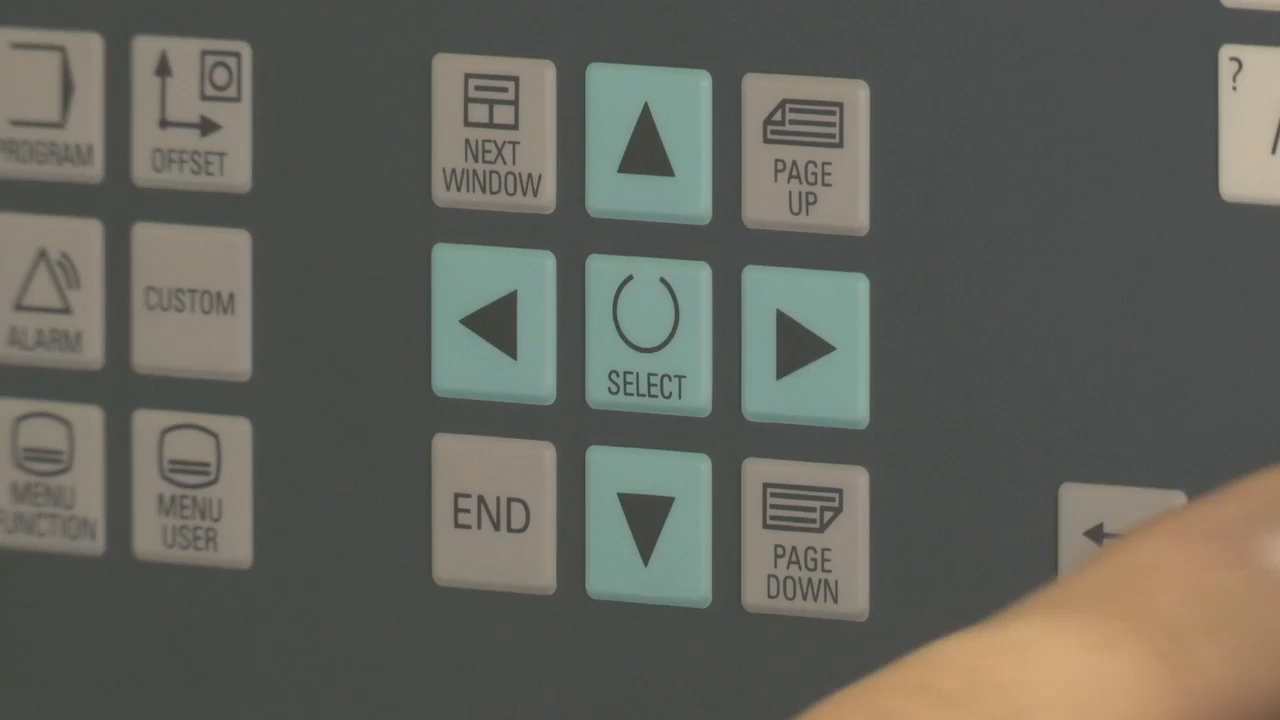 PROGRAM
OFFSET
NEXT
WINDOW
PAGE
UP
?
ALARM
CUSTOM
SELECT
MENU
FUNCTION
MENU
USER
END
PAGE
DOWN